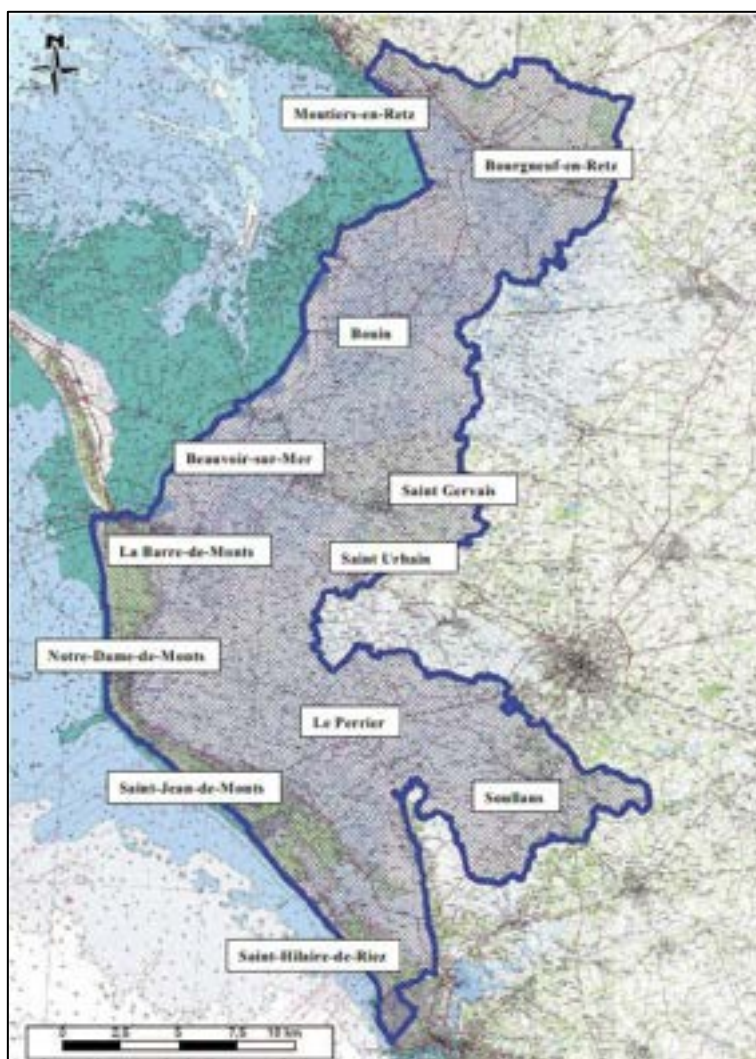 N
Moutiers-en-Retz
Bourgneuf-en-Retz
Bouin
Beauvoir-sur-Mer
Saint Gervais
La Barre-de-Monts
Saint Urbain
Notre-Dame-de-Monts
Le Perrier
Saint-Jean-de-Monts
Soullans
Saint-Hilaire-de-Riez
0 2,5 5 7,5 10 km